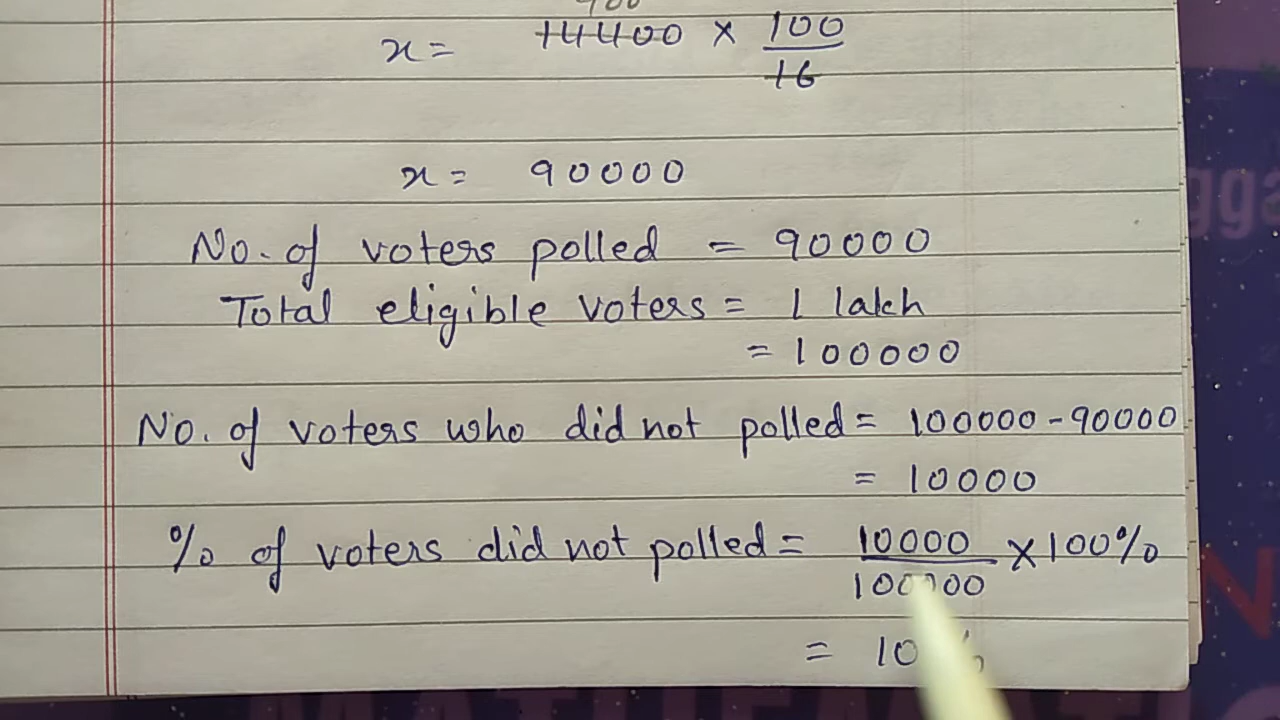 900
x = 14400 × 100/16
x = 90000
No. of voters polled = 90000
Total eligible voters = 1 lakh
= 100000
No. of voters who did not polled = 100000 - 90000
= 10000
% of voters did not polled = 10000/100000 × 100%
= 10%